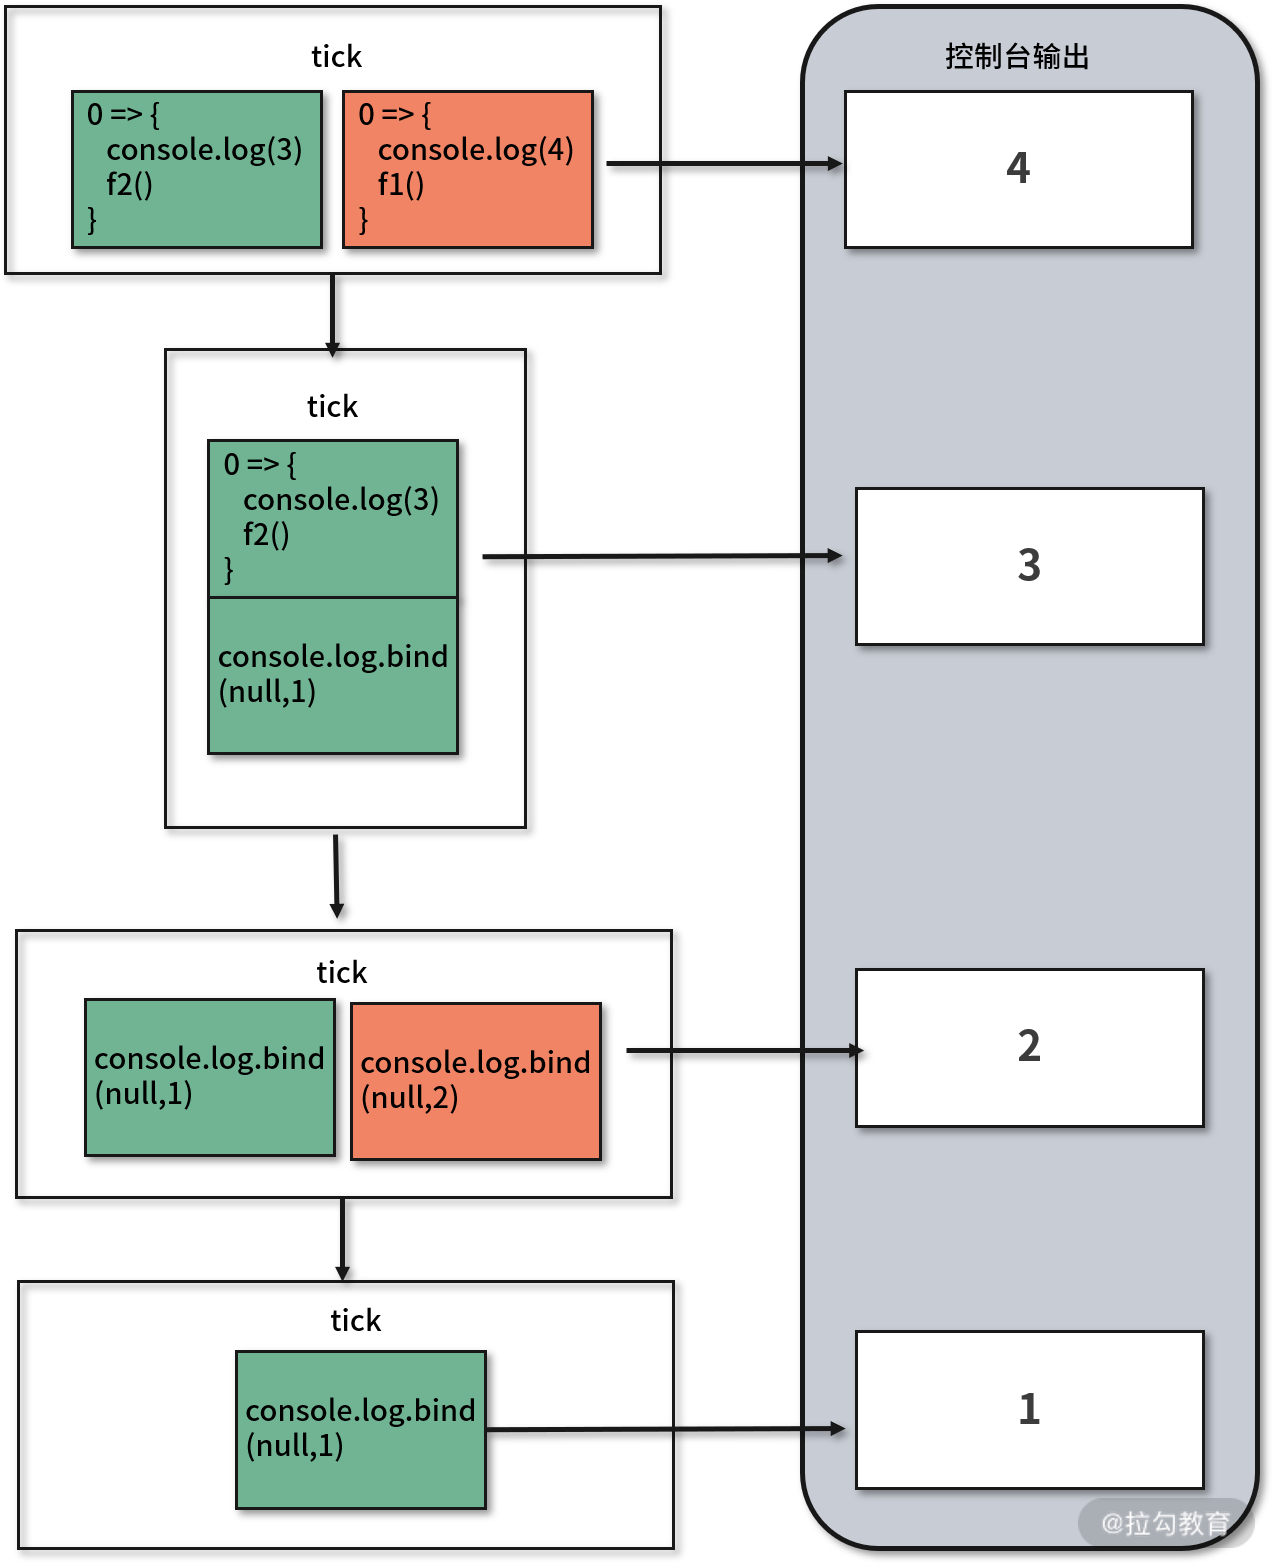 tick
控制台输出
0 => {
console.log(3)
f2()
}
0 => {
console.log(4)
f1()
}
4
tick
0 => {
console.log(3)
f2()
}
console.log.bind
(null,1)
3
tick
console.log.bind
(null,1)
console.log.bind
(null,2)
2
tick
console.log.bind
(null,1)
1
@拉勾教育